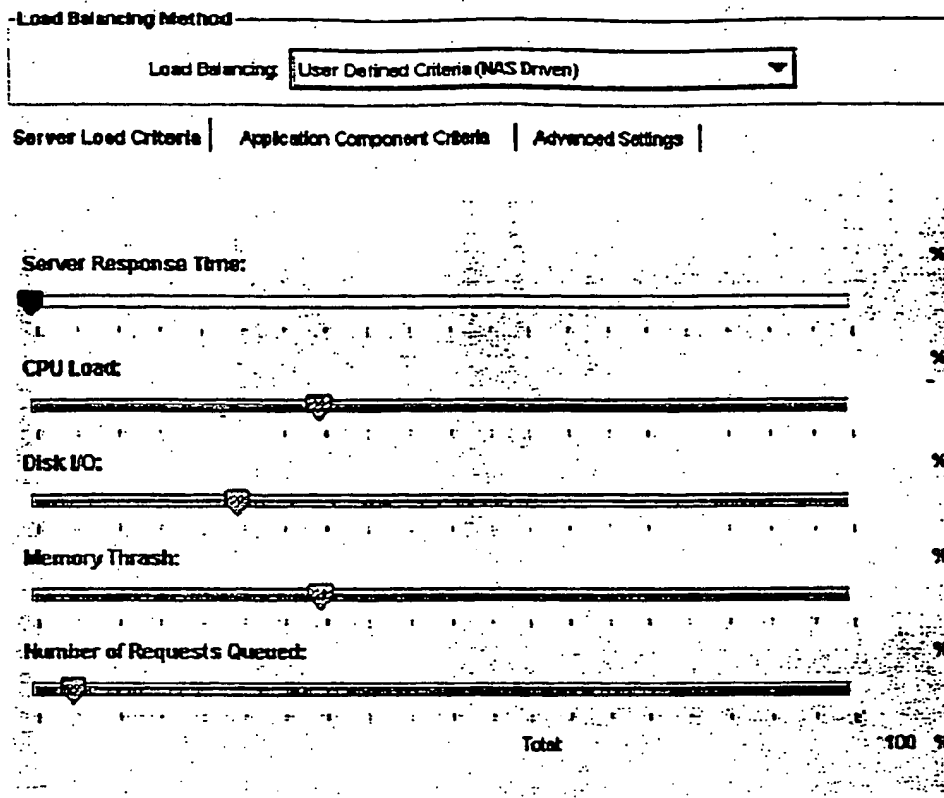 Load Balancing Method
Load Balancing: User Defined Criteria (NAS Driven)
Server Load Criteria | Application Component Criteria | Advanced Settings |
Server Response Time:
%
CPU Load:
%
Disk I/O:
%
Memory Thrash:
%
Number of Requests Queued:
%
Total: 100 %